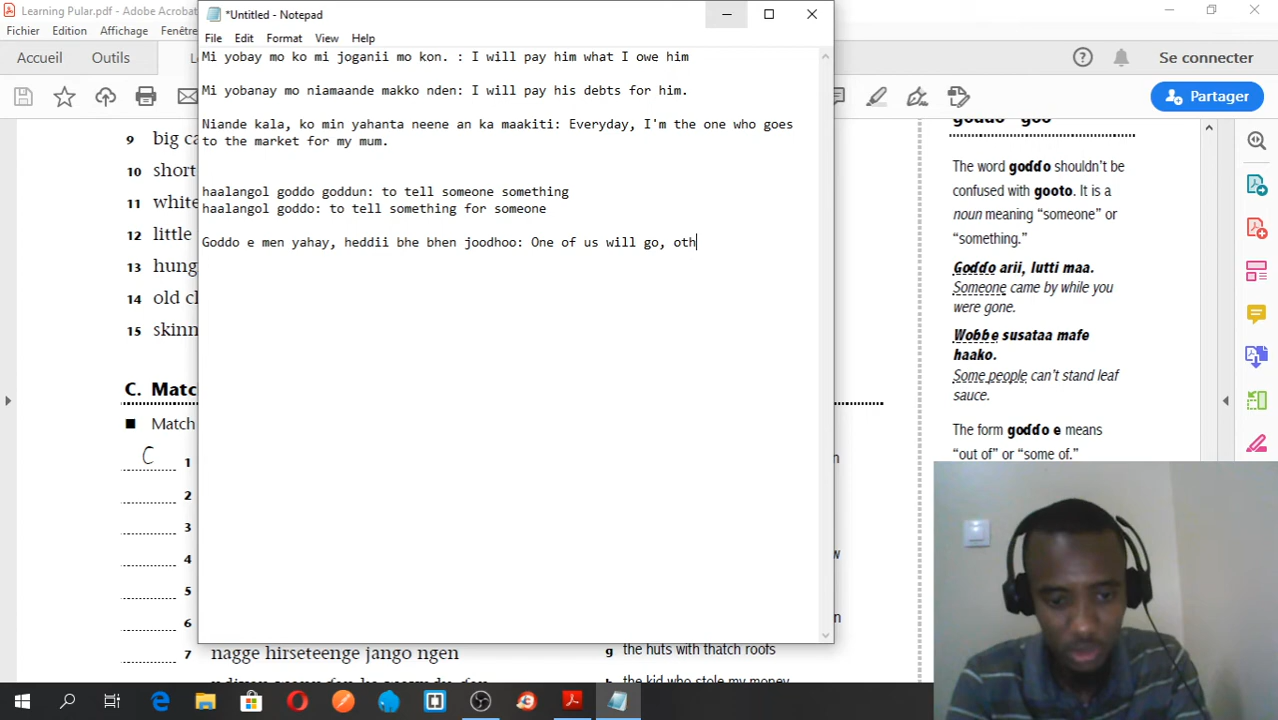 Learning Pular.pdf - Adobe Acrobat
*Untitled - Notepad
Fichier Edition Affichage
File Edit Format View Help
Accueil Outils
Se connecter
Partager
Mi yobay mo ko mi joganii mo kon. : I will pay him what I owe him
Mi yobanay mo niamaande makko nden: I will pay his debts for him.
Niande kala, ko min yahanta neene an ka maakiti: Everyday, I'm the one who goes
to the market for my mum.
haalangol goddo goddun: to tell someone something
haalangol goddo: to tell something for someone
Goddo e men yahay, heddii bhe bhen joodhoo: One of us will go, oth
9 big ca
10 short
11 white
12 little
13 hung
14 old cl
15 skinn
C. Matc
■ Match
C 1
2
3
4
5
6
7 nagge hirseteenge jango ngen
g the huts with thatch roofs
h the kid who stole my money
The word goɗɗo shouldn't be
confused with gooto. It is a
noun meaning "someone" or
"something."
Goɗɗo arii, lutti maa.
Someone came by while you
were gone.
Woɓɓe susataa mafe
haako.
Some people can't stand leaf
sauce.
The form goɗɗo e means
"out of" or "some of."